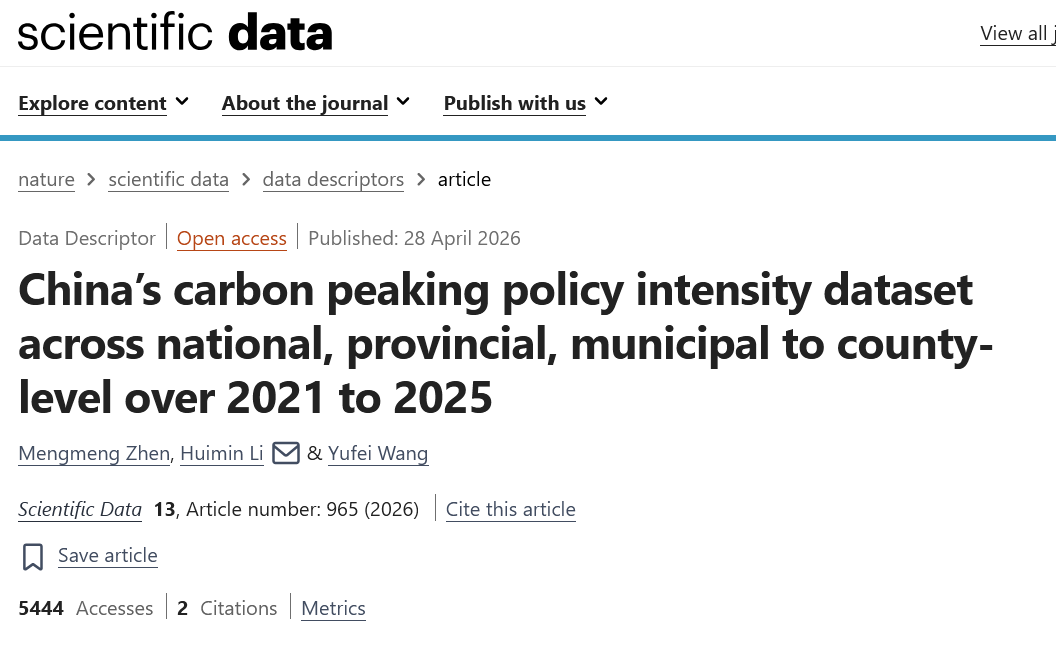 scientific data
View all j
Explore content
About the journal
Publish with us
nature > scientific data > data descriptors > article
Data Descriptor | Open access | Published: 28 April 2026
China’s carbon peaking policy intensity dataset
across national, provincial, municipal to county-
level over 2021 to 2025
Mengmeng Zhen, Huimin Li & Yufei Wang
Scientific Data 13, Article number: 965 (2026) | Cite this article
Save article
5444 Accesses | 2 Citations | Metrics